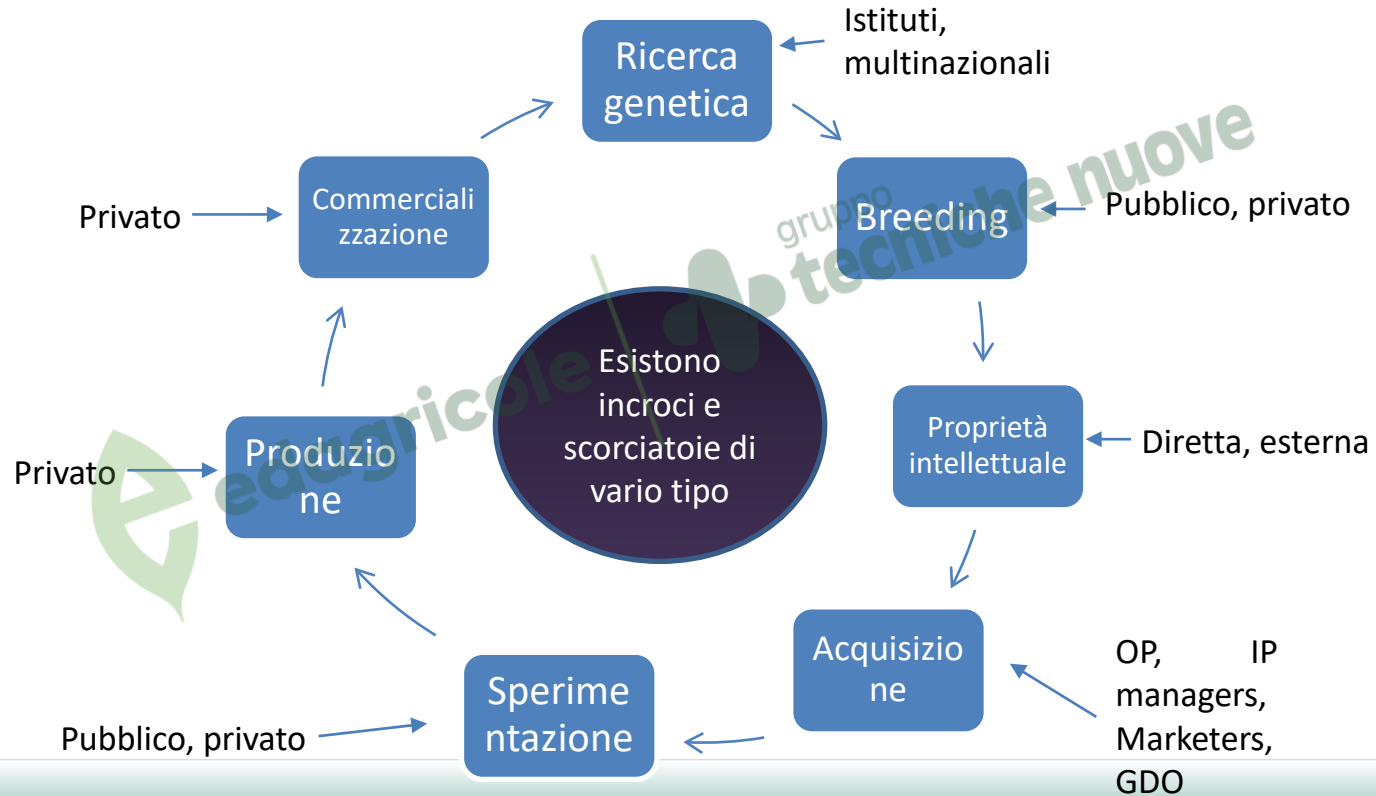 Istituti,
multinazionali
Ricerca
genetica
Commerciali
zzazione
Privato
Breeding
Pubblico, privato
gruppo
tecniche nuove
Esistono
incroci e
scorciatoie di
vario tipo
Proprietà
intellettuale
Diretta, esterna
Produzio
ne
Privato
edagricole
Acquisizio
ne
OP, IP
managers,
Marketers,
GDO
Sperime
ntazione
Pubblico, privato